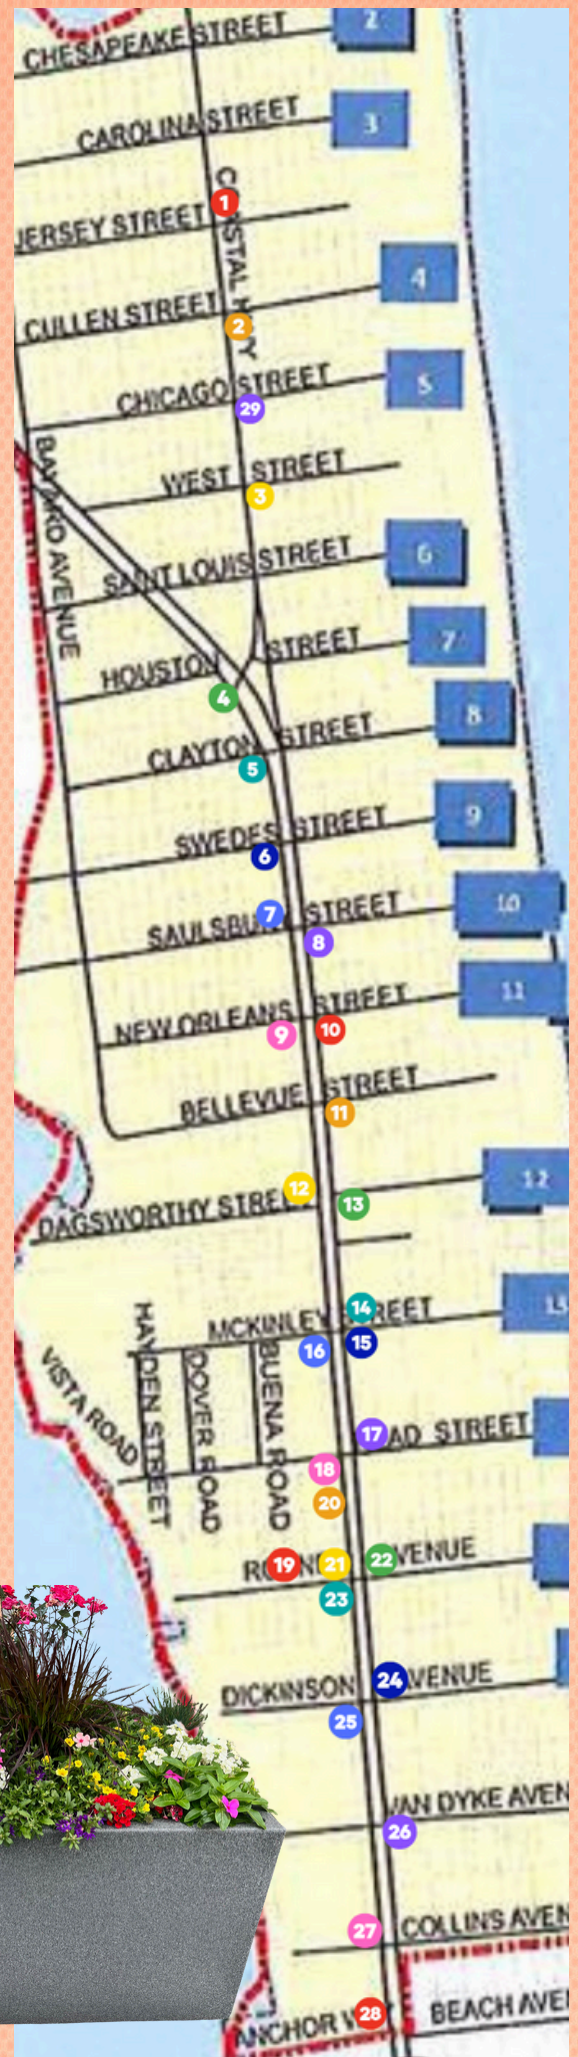 2
CHESAPEAKE STREET
3
CAROLINA STREET
1
JERSEY STREET
COASTAL HWY
4
CULLEN STREET
2
5
CHICAGO STREET
29
BAYARD AVENUE
WEST STREET
3
6
SAINT LOUIS STREET
7
HOUSTON STREET
4
8
CLAYTON STREET
5
9
SWEDES STREET
6
10
7
SAULSBURY STREET
8
11
NEW ORLEANS STREET
9
10
BELLEVUE STREET
11
12
12
DAGSWORTHY STREET
13
13
14
MCKINLEY STREET
15
16
HAYDEN STREET
DOVER ROAD
BUENA ROAD
VISTA ROAD
17
AD STREET
18
20
19
21
22
AVENUE
23
DICKINSON AVENUE
24
25
VAN DYKE AVEN
26
27
COLLINS AVEN
28
ANCHOR W
BEACH AVE